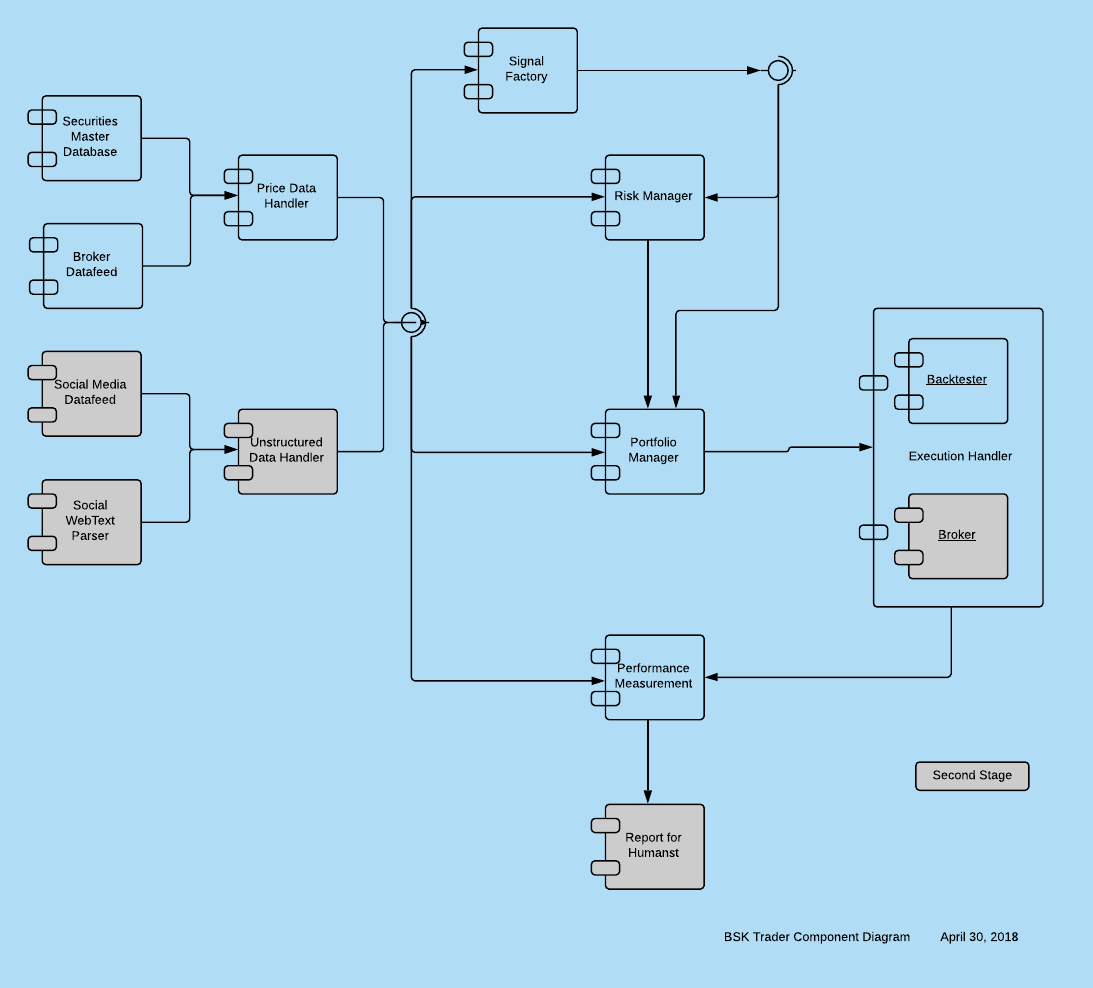 Signal
Factory
Securities
Master
Database
Price Data
Handler
Risk Manager
Broker
Datafeed
Social Media
Datafeed
Unstructured
Data Handler
Social
WebText
Parser
Portfolio
Manager
Backtester
Execution Handler
Broker
Performance
Measurement
Second Stage
Report for
Humanst
BSK Trader Component Diagram April 30, 2018